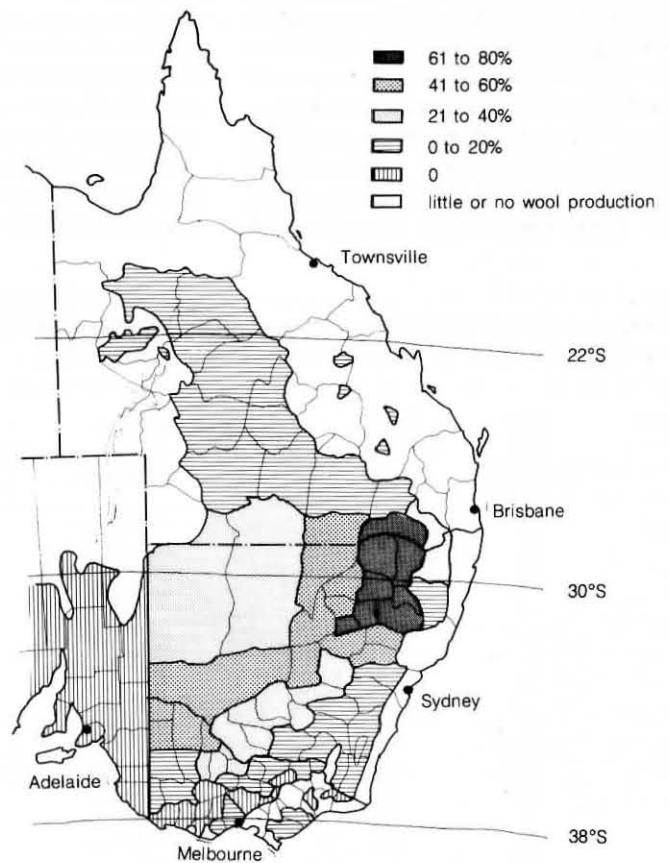 61 to 80%
41 to 60%
21 to 40%
0 to 20%
0
little or no wool production
Townsville
22°S
Brisbane
30°S
Sydney
Adelaide
38°S
Melbourne